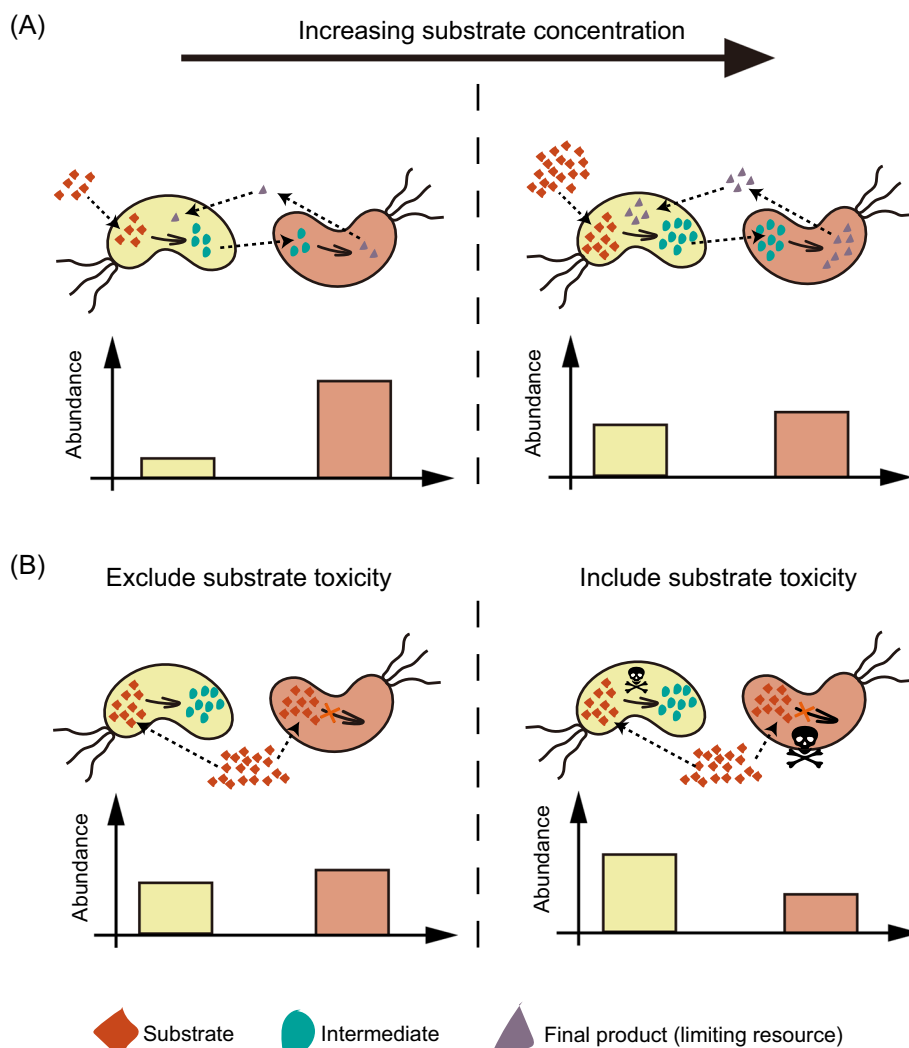 (A)
Increasing substrate concentration
Abundance
Abundance
(B)
Exclude substrate toxicity
Include substrate toxicity
Abundance
Abundance
Substrate
Intermediate
Final product (limiting resource)